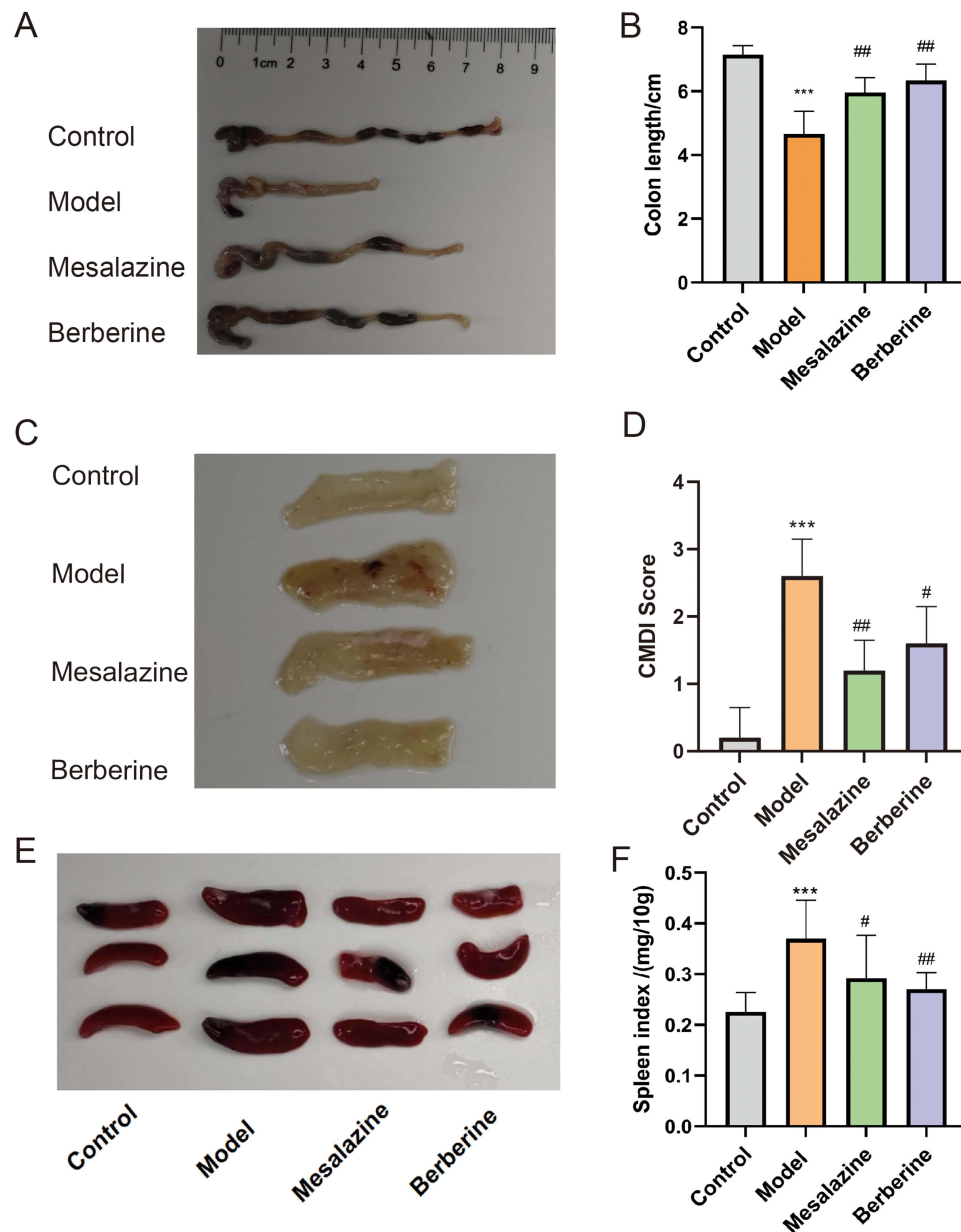 A
0 1cm 2 3 4 5 6 7 8 9
Control
Model
Mesalazine
Berberine
B
Colon length/cm
8
6
4
2
0
***
##
##
Control
Model
Mesalazine
Berberine
C
Control
Model
Mesalazine
Berberine
D
CMDI Score
4
3
2
1
0
***
##
#
Control
Model
Mesalazine
Berberine
E
Control
Model
Mesalazine
Berberine
F
Spleen index /(mg/10g)
0.5
0.4
0.3
0.2
0.1
0.0
***
#
##
Control
Model
Mesalazine
Berberine